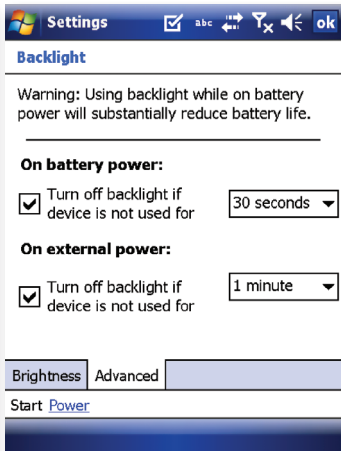 Settings abc ok
Backlight
Warning: Using backlight while on battery
power will substantially reduce battery life.
On battery power:
Turn off backlight if
device is not used for
30 seconds
On external power:
Turn off backlight if
device is not used for
1 minute
Brightness Advanced
Start Power